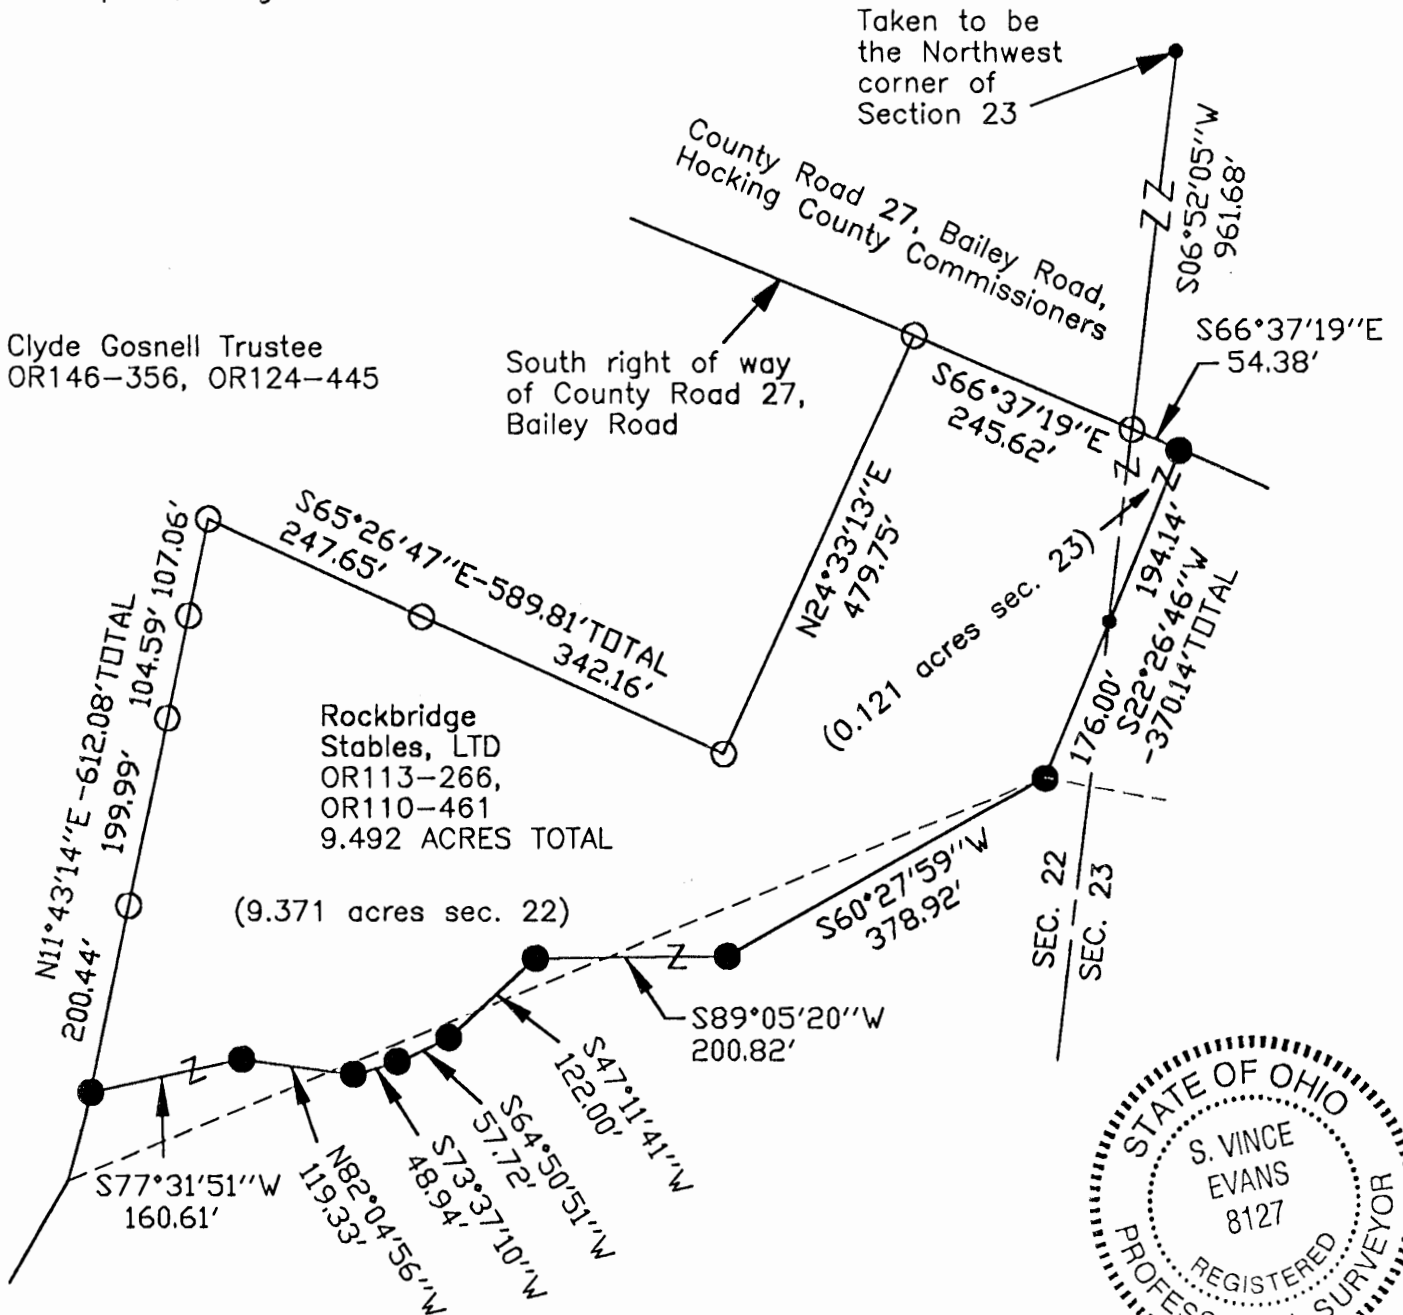 Taken to be
the Northwest
corner of
Section 23
S06°52'05''W
961.68'
County Road 27, Bailey Road,
Hocking County Commissioners
S66°37'19''E
54.38'
Clyde Gosnell Trustee
OR146-356, OR124-445
South right of way
of County Road 27,
Bailey Road
S66°37'19''E
245.62'
N24°33'13''E
479.75'
S65°26'47''E-589.81'TOTAL
247.65'
342.16'
N11°43'14''E -612.08'TOTAL
200.44'
199.99'
104.59'
107.06'
(0.121 acres sec. 23)
194.14'
S22°26'46''W
-370.14'TOTAL
176.00'
Rockbridge
Stables, LTD
OR113-266,
OR110-461
9.492 ACRES TOTAL
(9.371 acres sec. 22)
S60°27'59''W
378.92'
SEC. 22
SEC. 23
S89°05'20''W
200.82'
S47°11'41''W
122.00'
S64°50'51''W
57.72'
S73°37'10''W
48.94'
N82°04'56''W
119.33'
S77°31'51''W
160.61'
STATE OF OHIO
S. VINCE
EVANS
8127
REGISTERED
SURVEYOR